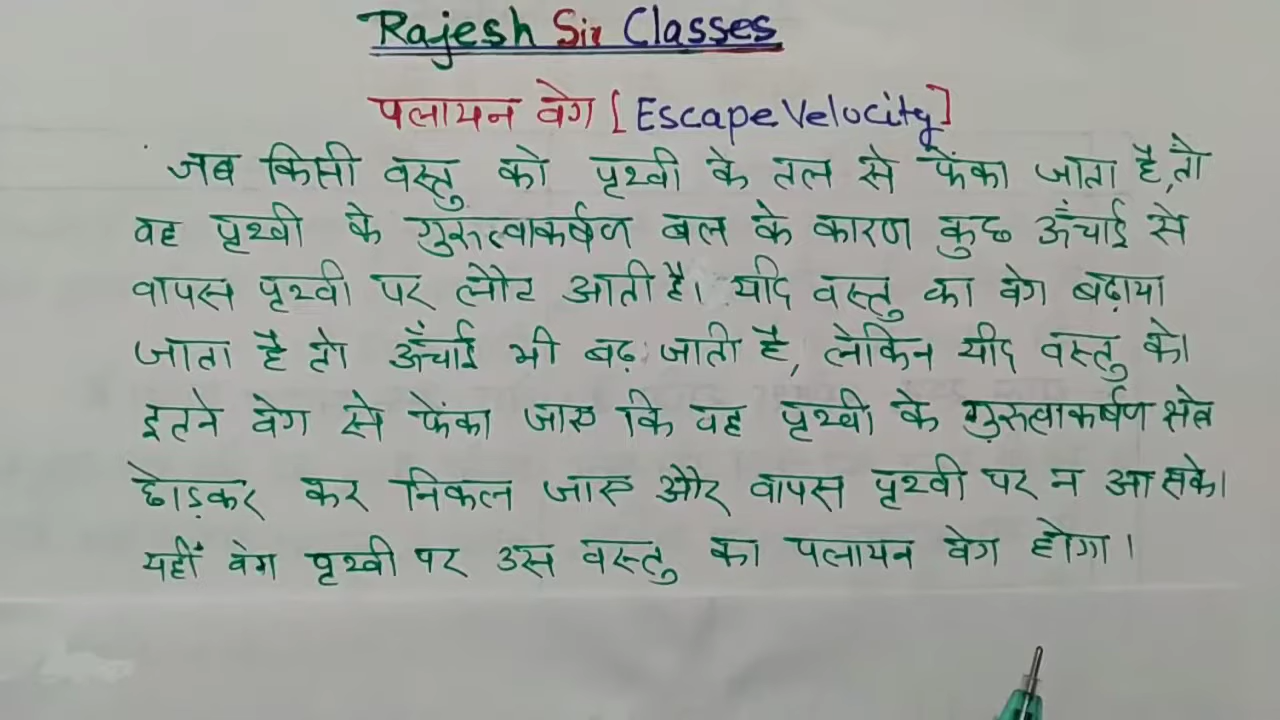 Rajesh Sir Classes
पलायन वेग [Escape Velocity]
जब किसी वस्तु को पृथ्वी के तल से फेंका जाता है, तो
वह पृथ्वी के गुरुत्वाकर्षण बल के कारण कुछ ऊँचाई से
वापस पृथ्वी पर लौट आती है। यदि वस्तु का वेग बढ़ाया
जाता है तो ऊँचाई भी बढ़ जाती है, लेकिन यदि वस्तु को
इतने वेग से फेंका जाए कि वह पृथ्वी के गुरुत्वाकर्षण क्षेत्र
छोड़कर कर निकल जाए और वापस पृथ्वी पर न आ सके।
यहीं वेग पृथ्वी पर उस वस्तु का पलायन वेग होगा।